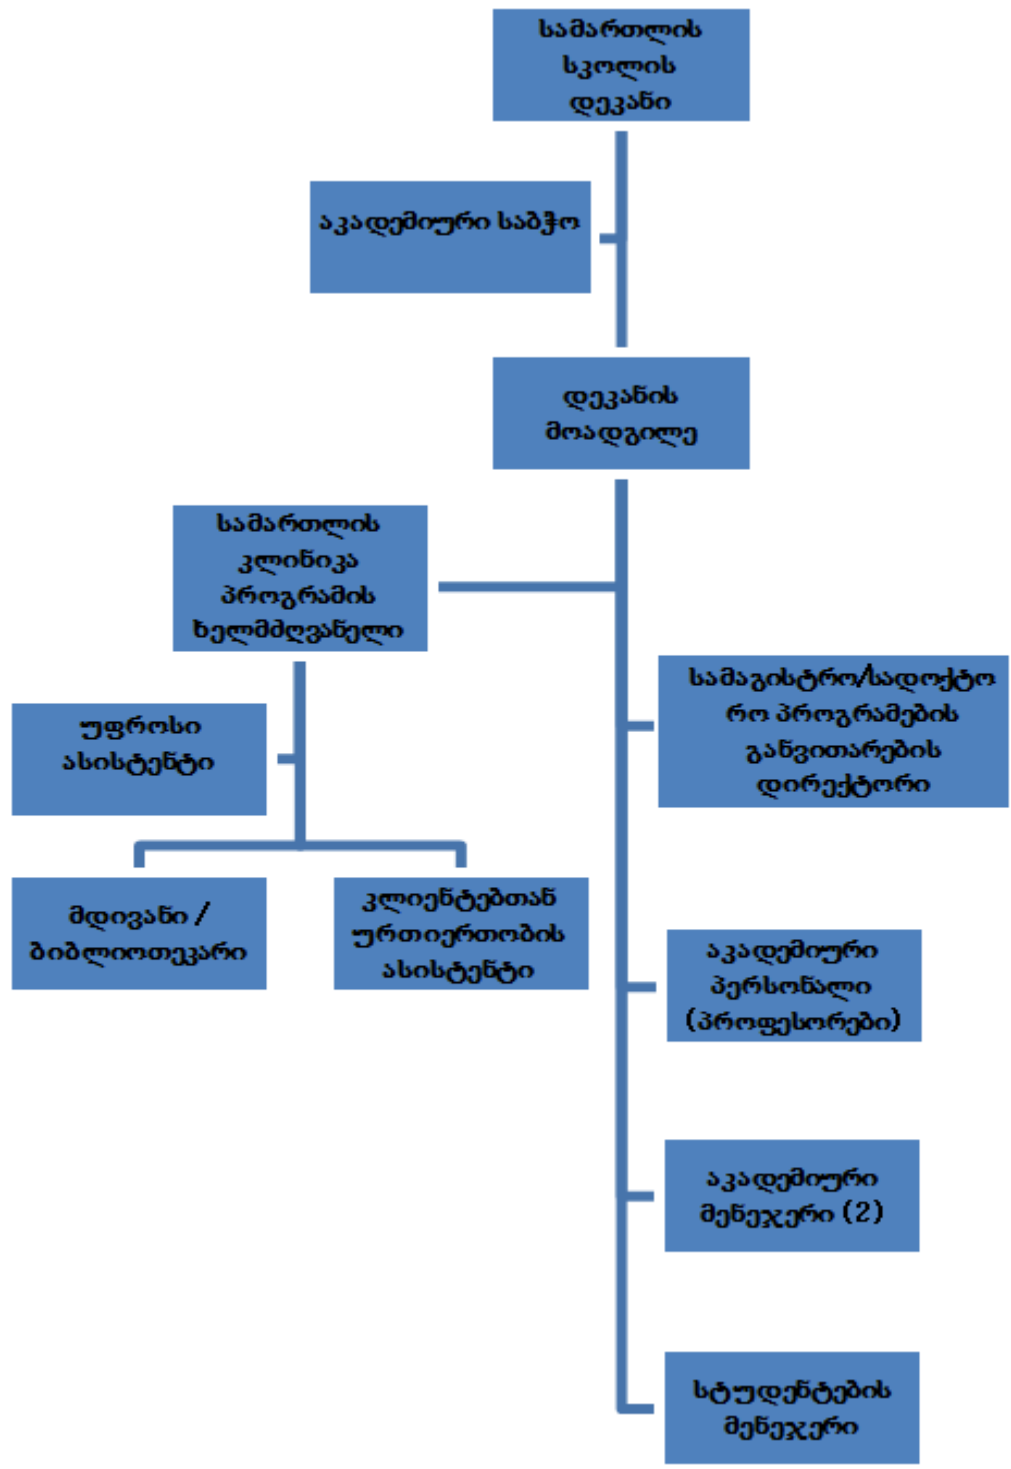 სამართლის
სკოლის
დეკანი
აკადემიური საბჭო
დეკანის
მოადგილე
სამართლის
კლინიკა
პროგრამის
ხელმძღვანელი
უფროსი
ასისტენტი
მდივანი /
ბიბლიოთეკარი
კლიენტებთან
ურთიერთობის
ასისტენტი
სამაგისტრო/სადოქტო
რო პროგრამების
განვითარების
დირექტორი
აკადემიური
პერსონალი
(პროფესორები)
აკადემიური
მენეჯერი (2)
სტუდენტების
მენეჯერი